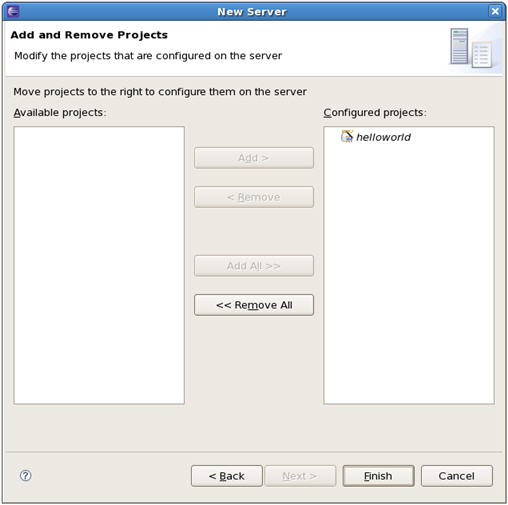 New Server
Add and Remove Projects
Modify the projects that are configured on the server
Move projects to the right to configure them on the server
Available projects:
Configured projects:
helloworld
Add >
< Remove
Add All >>
<< Remove All
< Back
Next >
Finish
Cancel